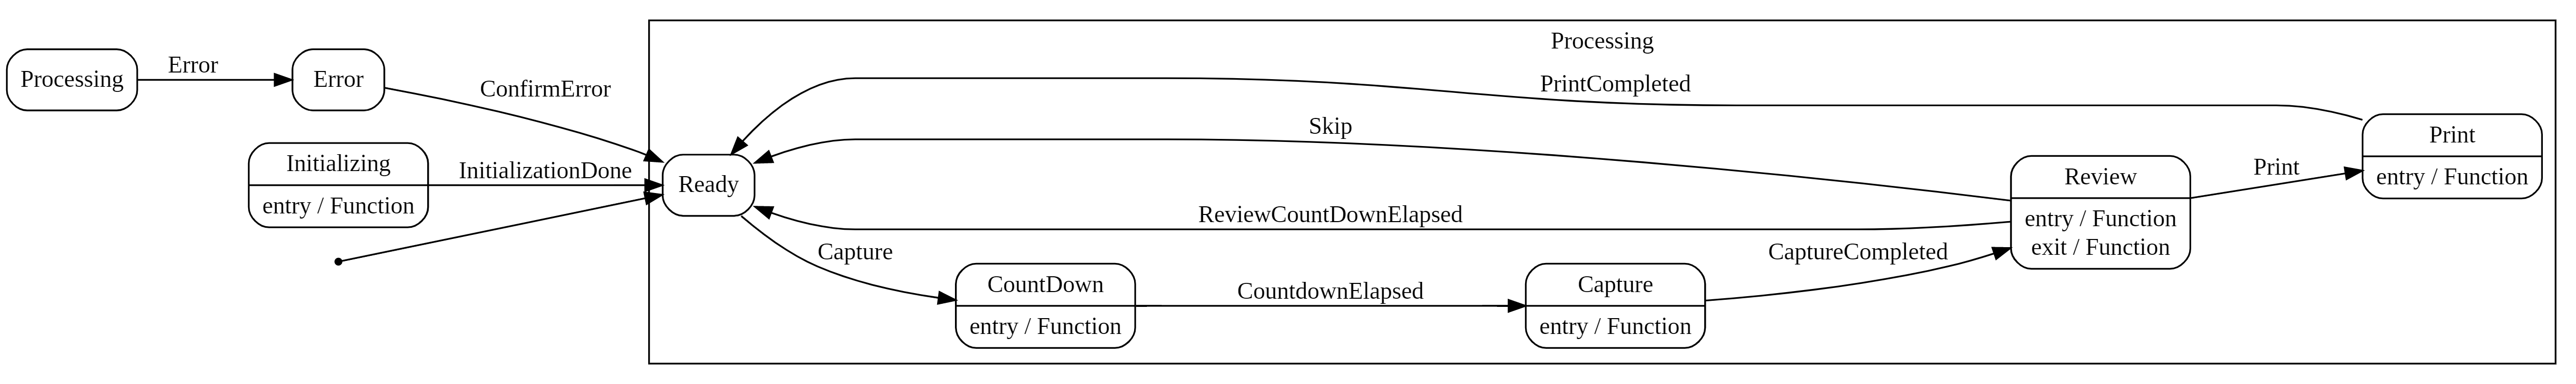 Processing
Processing
Error
Error
PrintCompleted
ConfirmError
Skip
Print
entry / Function
Initializing
entry / Function
InitializationDone
Ready
Review
entry / Function
exit / Function
Print
ReviewCountDownElapsed
Capture
CaptureCompleted
CountDown
entry / Function
CountdownElapsed
Capture
entry / Function